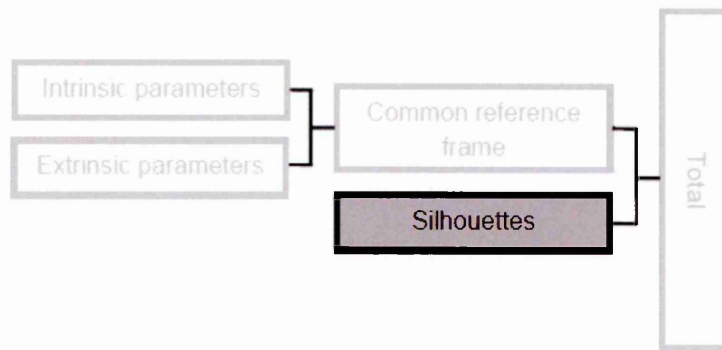 Intrinsic parameters
Extrinsic parameters
Common reference
frame
Silhouettes
Total